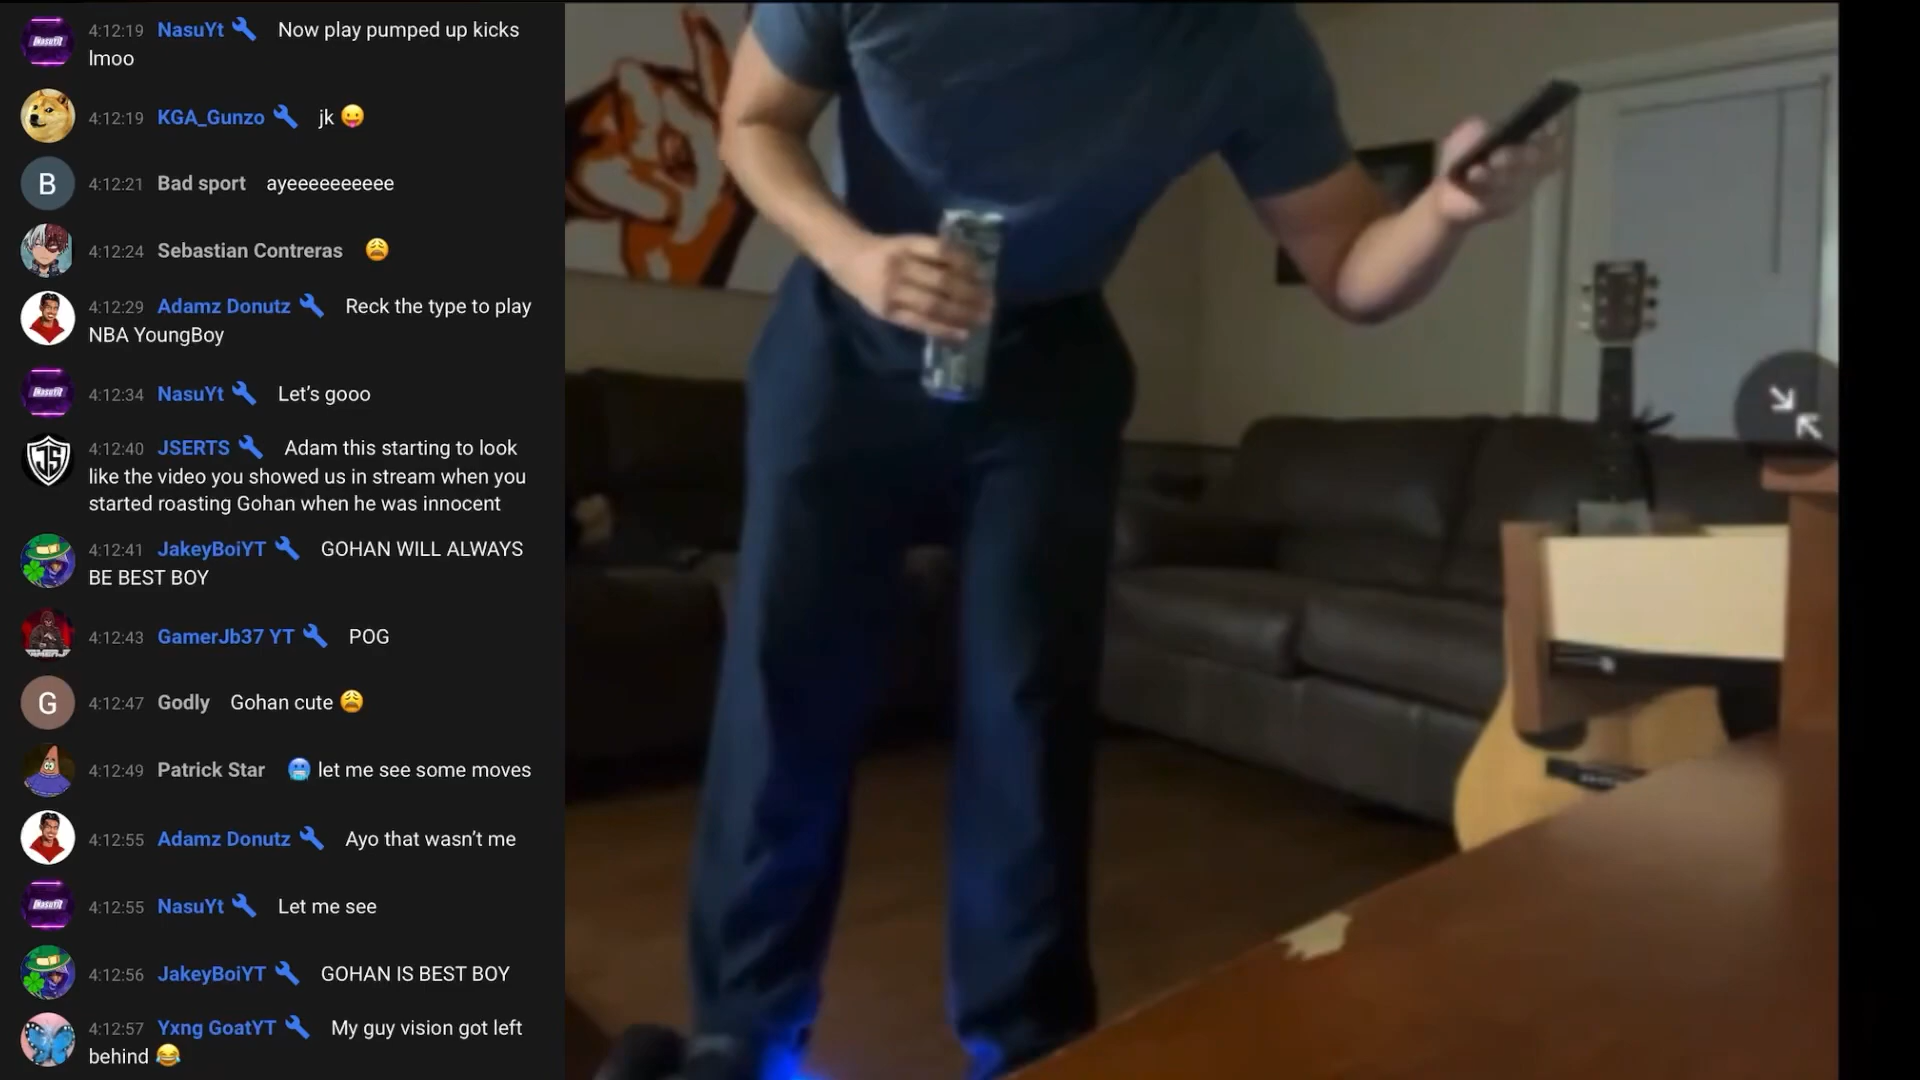 4:12:19 NasuYt Now play pumped up kicks
lmoo
4:12:19 KGA_Gunzo jk 😛
B
4:12:21 Bad sport ayeeeeeeeeee
4:12:24 Sebastian Contreras 😩
4:12:29 Adamz Donutz Reck the type to play
NBA YoungBoy
4:12:34 NasuYt Let’s gooo
JS
4:12:40 JSERTS Adam this starting to look
like the video you showed us in stream when you
started roasting Gohan when he was innocent
4:12:41 JakeyBoiYT GOHAN WILL ALWAYS
BE BEST BOY
4:12:43 GamerJb37 YT POG
G
4:12:47 Godly Gohan cute 😩
4:12:49 Patrick Star 🥶 let me see some moves
4:12:55 Adamz Donutz Ayo that wasn’t me
4:12:55 NasuYt Let me see
4:12:56 JakeyBoiYT GOHAN IS BEST BOY
4:12:57 Yxng GoatYT My guy vision got left
behind 😂